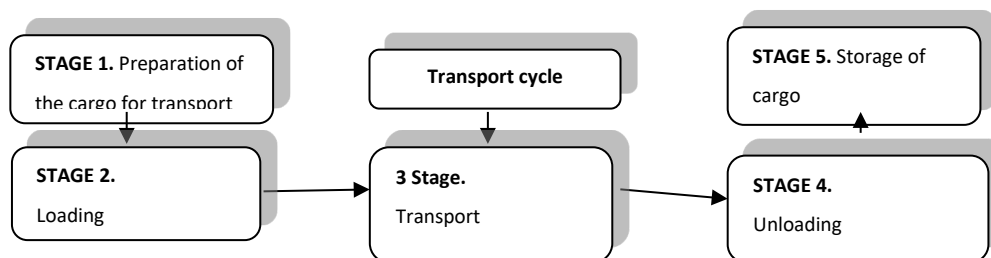 STAGE 1. Preparation of
the cargo for transport
Transport cycle
STAGE 5. Storage of
cargo
STAGE 2.
Loading
3 Stage.
Transport
STAGE 4.
Unloading